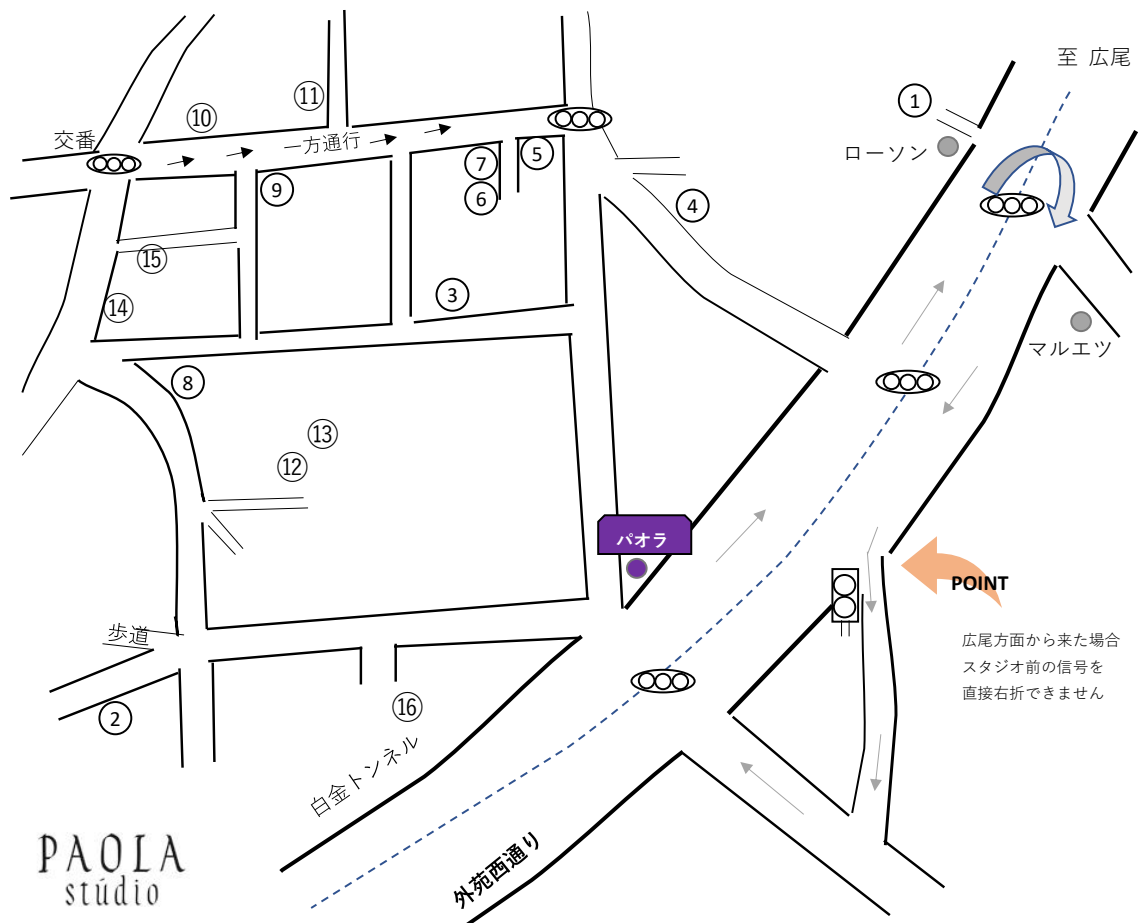 至 広尾
①
⑪
⑩
交番
一方通行
ローソン
⑦
⑤
⑨
⑥
④
⑮
③
⑭
マルエツ
⑧
⑬
⑫
パオラ
POINT
歩道
広尾方面から来た場合
スタジオ前の信号を
直接右折できません
②
⑯
白金トンネル
外苑西通り
PAOLA
stúdio